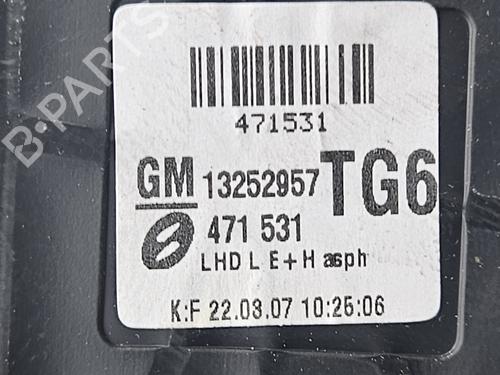 B-PARTS
471531
GM 13252957 TG6
471 531
LHD L E+H asph
K:F 22.03.07 10:25:06